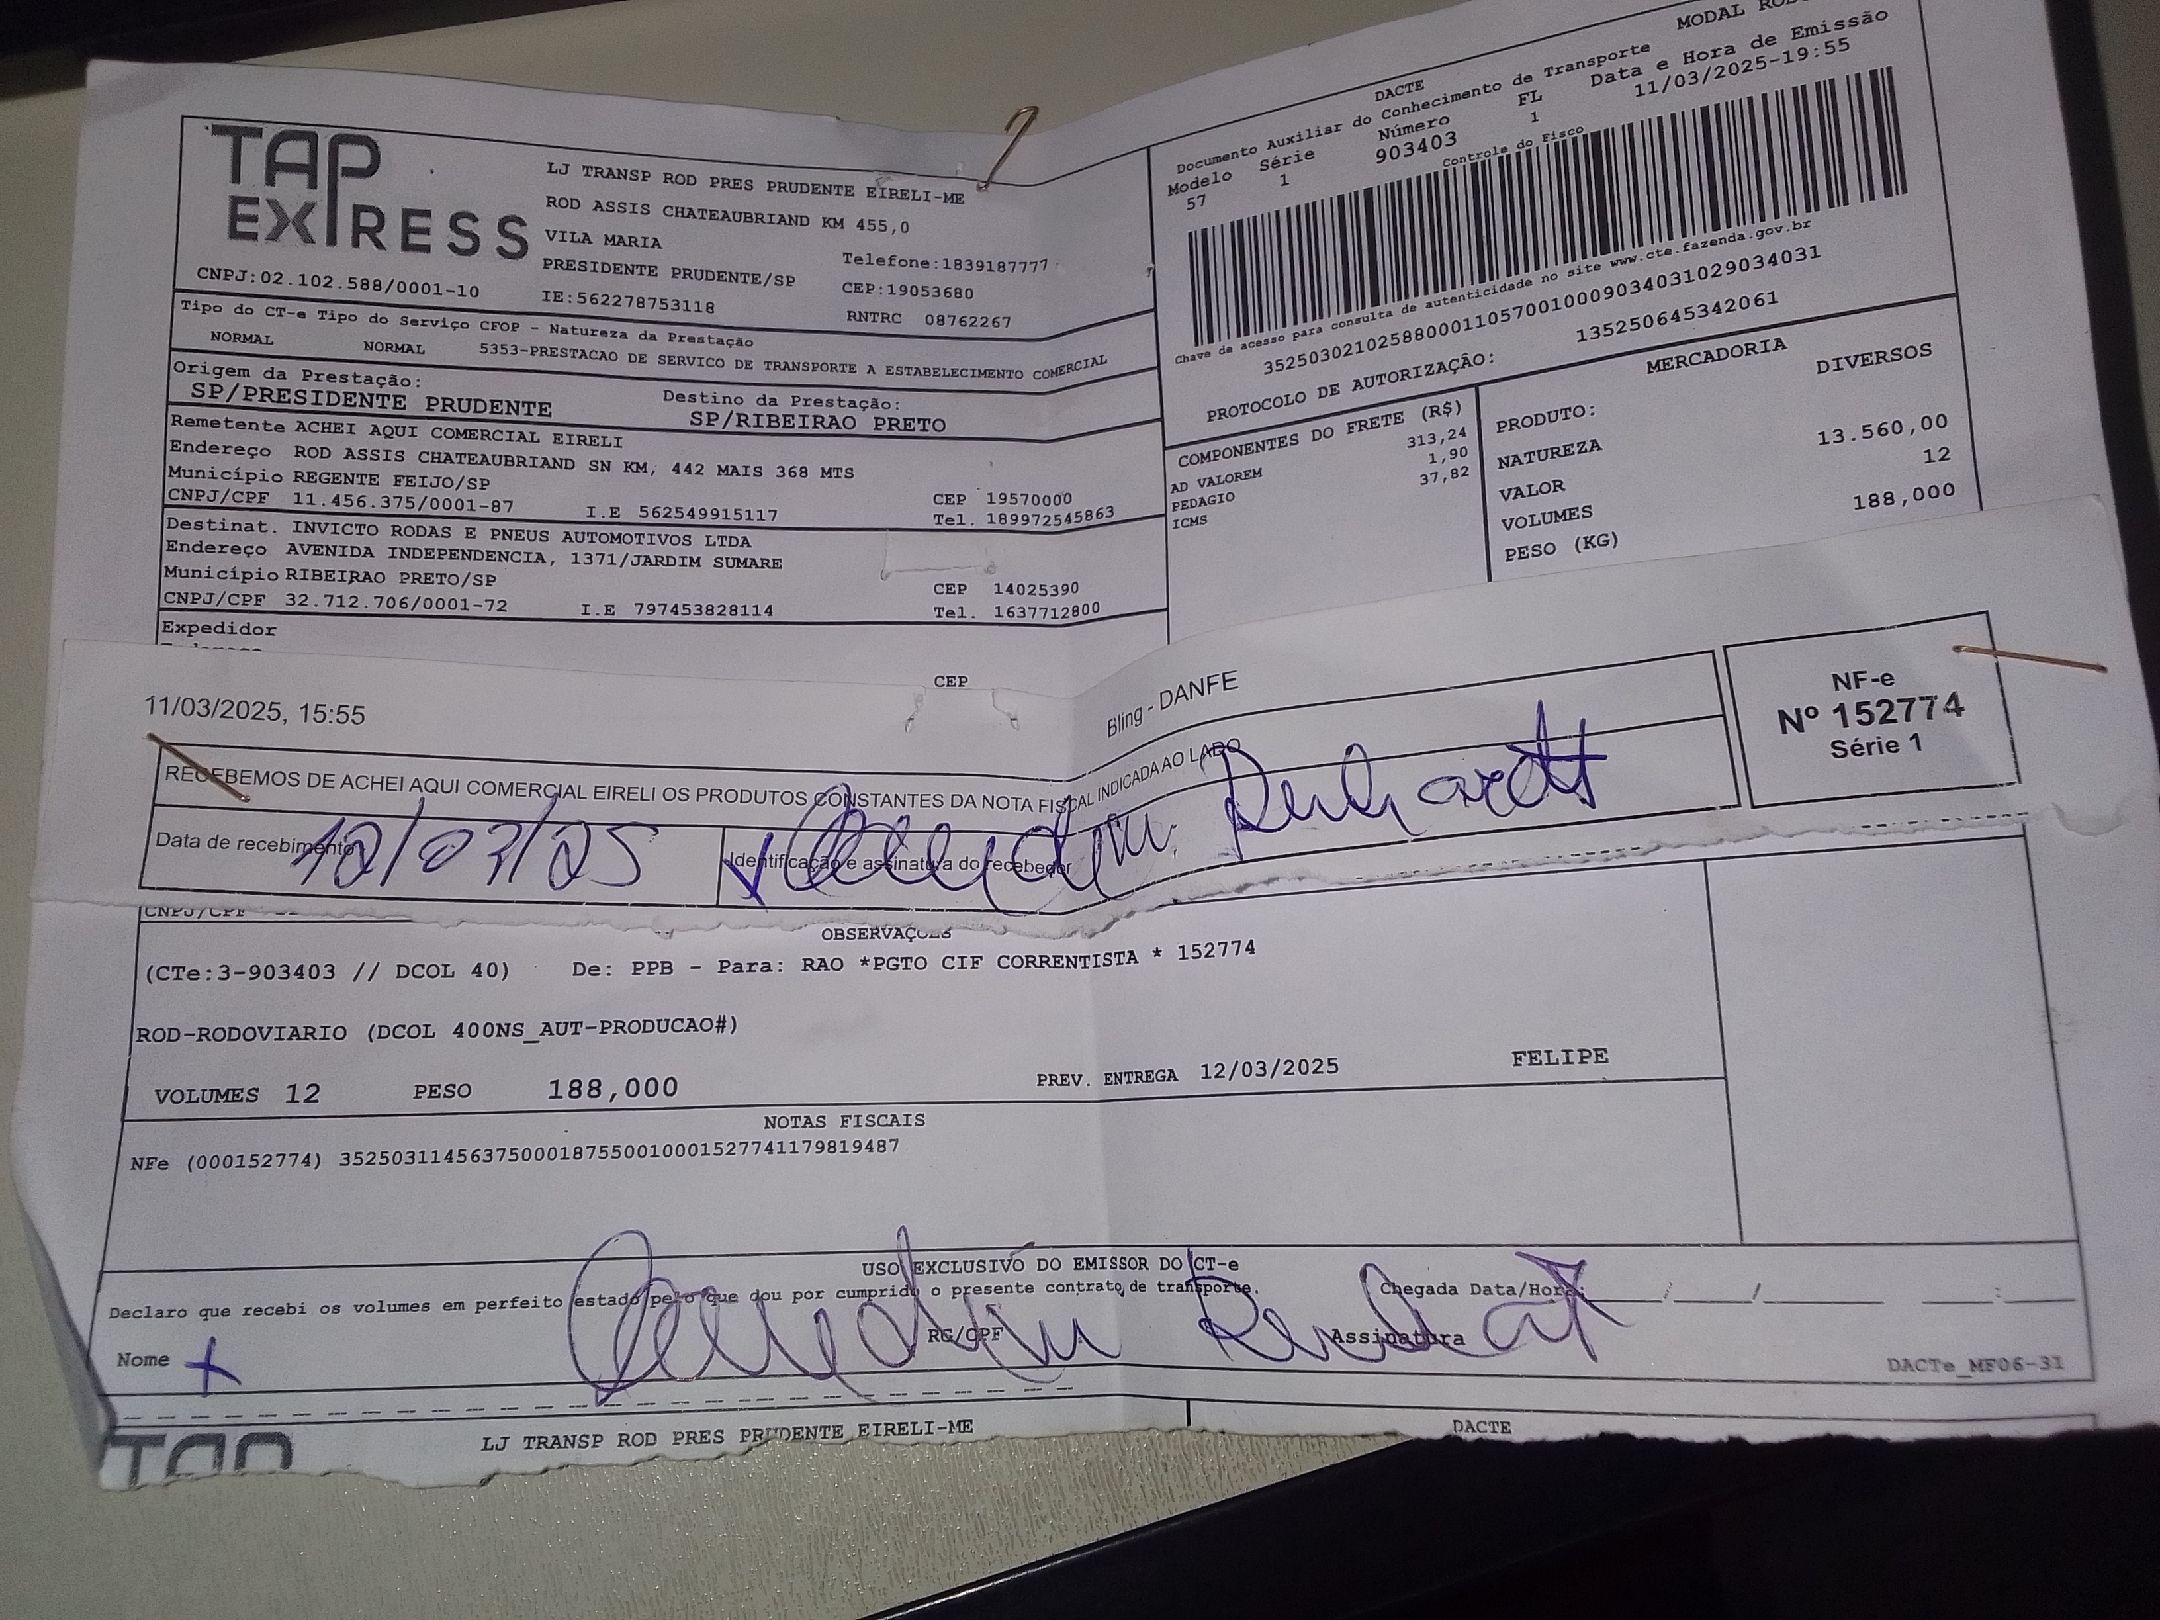 TAP EXPRESS
LJ TRANSP ROD PRES PRUDENTE EIRELI-ME
ROD ASSIS CHATEAUBRIAND KM 455,0
VILA MARIA
Telefone:1839187777
PRESIDENTE PRUDENTE/SP
CEP:19053680
CNPJ:02.102.588/0001-10
IE:562278753118
RNTRC 08762267
DACTE
MODAL
Documento Auxiliar do Conhecimento de Transporte
Modelo Série Número FL Data e Hora de Emissão
57 1 903403 1 11/03/2025-19:55
Controle do Fisco
Chave de acesso para consulta de autenticidade no site www.cte.fazenda.gov.br
35250302102588000110570010009034031029034031
PROTOCOLO DE AUTORIZAÇÃO: 135250645342061
Tipo do CT-e Tipo do Serviço CFOP - Natureza da Prestação
NORMAL NORMAL 5353-PRESTACAO DE SERVICO DE TRANSPORTE A ESTABELECIMENTO COMERCIAL
Origem da Prestação:
SP/PRESIDENTE PRUDENTE
Destino da Prestação:
SP/RIBEIRAO PRETO
Remetente ACHEI AQUI COMERCIAL EIRELI
Endereço ROD ASSIS CHATEAUBRIAND SN KM, 442 MAIS 368 MTS
Município REGENTE FEIJO/SP
CEP 19570000
CNPJ/CPF 11.456.375/0001-87 I.E 562549915117 Tel. 189972545863
Destinat. INVICTO RODAS E PNEUS AUTOMOTIVOS LTDA
Endereço AVENIDA INDEPENDENCIA, 1371/JARDIM SUMARE
Município RIBEIRAO PRETO/SP CEP 14025390
CNPJ/CPF 32.712.706/0001-72 I.E 797453828114 Tel. 1637712800
Expedidor
CEP
COMPONENTES DO FRETE (R$)
313,24
AD VALOREM 1,90
PEDAGIO 37,82
ICMS
MERCADORIA
PRODUTO: DIVERSOS
NATUREZA
VALOR 13.560,00
VOLUMES 12
PESO (KG) 188,000
11/03/2025, 15:55
Bling - DANFE
RECEBEMOS DE ACHEI AQUI COMERCIAL EIRELI OS PRODUTOS CONSTANTES DA NOTA FISCAL INDICADA AO LADO
NF-e
Nº 152774
Série 1
Data de recebimento
12/03/25
Identificação e assinatura do recebedor
CNPJ/CPF
OBSERVAÇOES
(CTe:3-903403 // DCOL 40) De: PPB - Para: RAO *PGTO CIF CORRENTISTA * 152774
ROD-RODOVIARIO (DCOL 400NS_AUT-PRODUCAO#)
VOLUMES 12 PESO 188,000 PREV. ENTREGA 12/03/2025 FELIPE
NOTAS FISCAIS
NFe (000152774) 35250311456375000187550010001527741179819487
USO EXCLUSIVO DO EMISSOR DO CT-e
Declaro que recebi os volumes em perfeito estado pelo que dou por cumprido o presente contrato de transporte.
Chegada Data/Hora: / / :
Nome X RG/CPF Assinatura
DACTe_MF06-31
TAP
LJ TRANSP ROD PRES PRUDENTE EIRELI-ME
DACTE